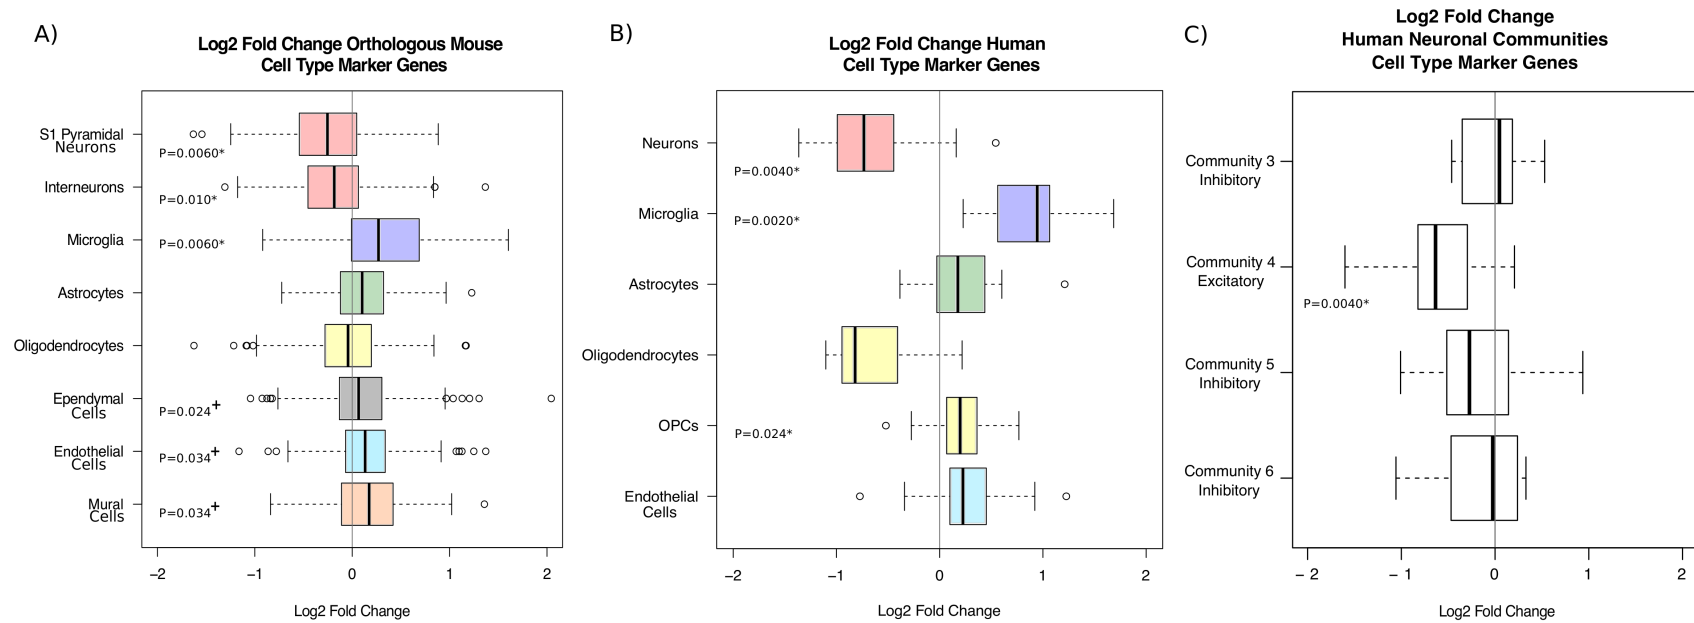 A)
Log2 Fold Change Orthologous Mouse
Cell Type Marker Genes
S1 Pyramidal
Neurons
P=0.0060*
Interneurons
P=0.010*
Microglia
P=0.0060*
Astrocytes
Oligodendrocytes
Ependymal
Cells
P=0.024+
Endothelial
Cells
P=0.034+
Mural
Cells
P=0.034+
−2 −1 0 1 2
Log2 Fold Change
B)
Log2 Fold Change Human
Cell Type Marker Genes
Neurons
P=0.0040*
Microglia
P=0.0020*
Astrocytes
Oligodendrocytes
OPCs
P=0.024*
Endothelial
Cells
−2 −1 0 1 2
Log2 Fold Change
C)
Log2 Fold Change
Human Neuronal Communities
Cell Type Marker Genes
Community 3
Inhibitory
Community 4
Excitatory
P=0.0040*
Community 5
Inhibitory
Community 6
Inhibitory
− 2 − 1 0 1 2
Log2 Fold Change